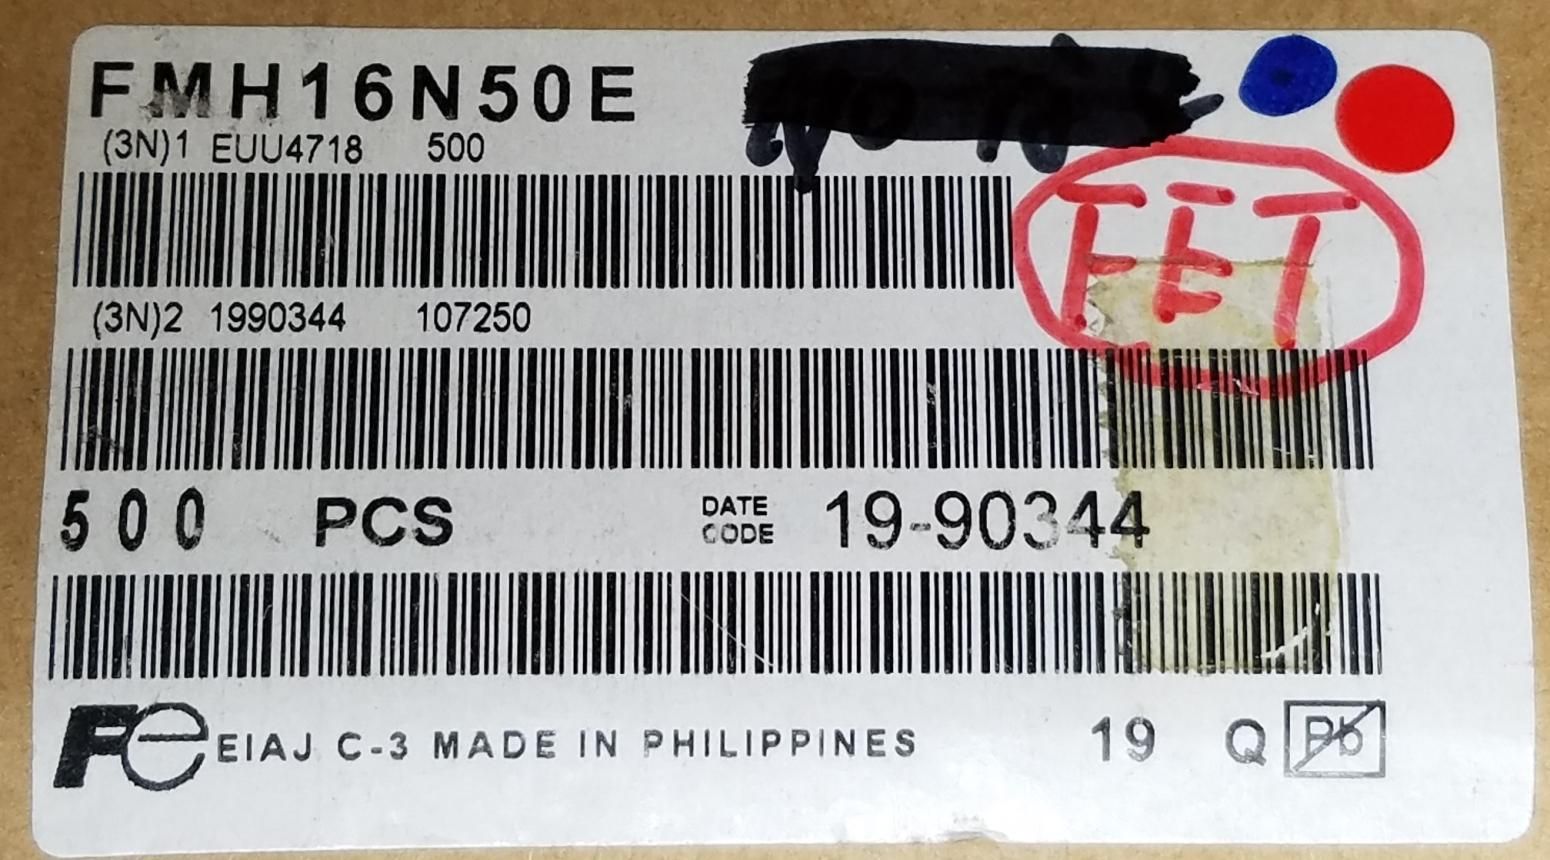 FMH16N50E
(3N)1 EUU4718 500
FET
(3N)2 1990344 107250
500 PCS DATE CODE 19-90344
Fe EIAJ C-3 MADE IN PHILIPPINES 19 Q Pb